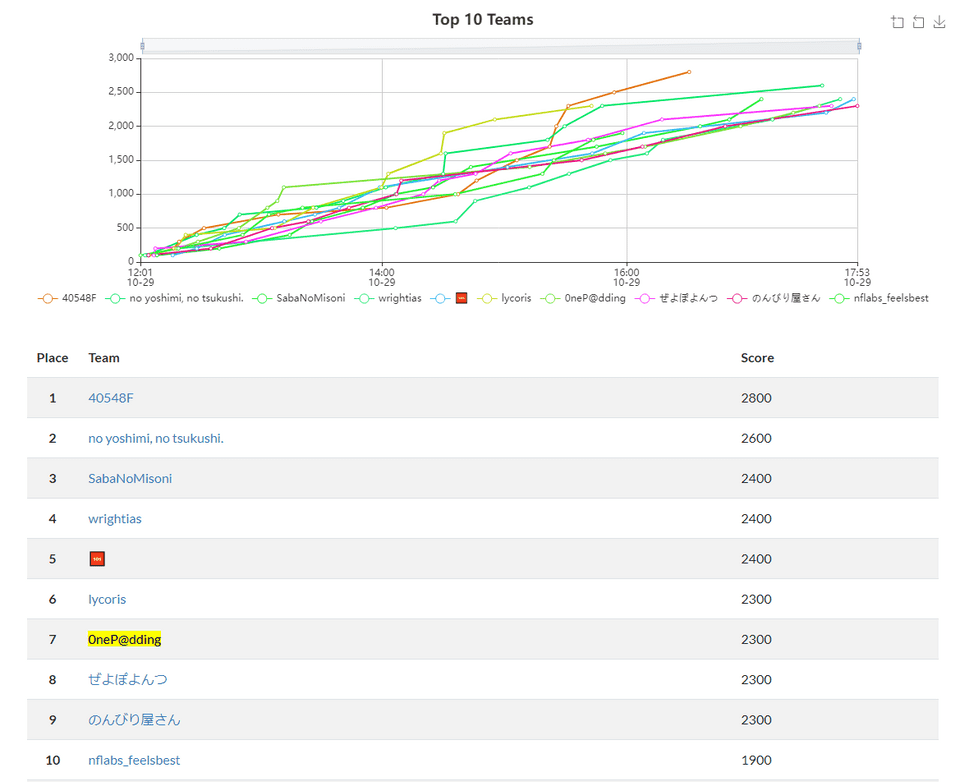 Top 10 Teams
3,000
2,500
2,000
1,500
1,000
500
0
12:01 14:00 16:00 17:53
10-29 10-29 10-29 10-29
40548F no yoshimi, no tsukushi. SabaNoMisoni wrightias lycoris 0neP@dding ぜよぽよんつ のんびり屋さん nflabs_feelsbest
Place Team Score
1 40548F 2800
2 no yoshimi, no tsukushi. 2600
3 SabaNoMisoni 2400
4 wrightias 2400
5 2400
6 lycoris 2300
7 0neP@dding 2300
8 ぜよぽよんつ 2300
9 のんびり屋さん 2300
10 nflabs_feelsbest 1900